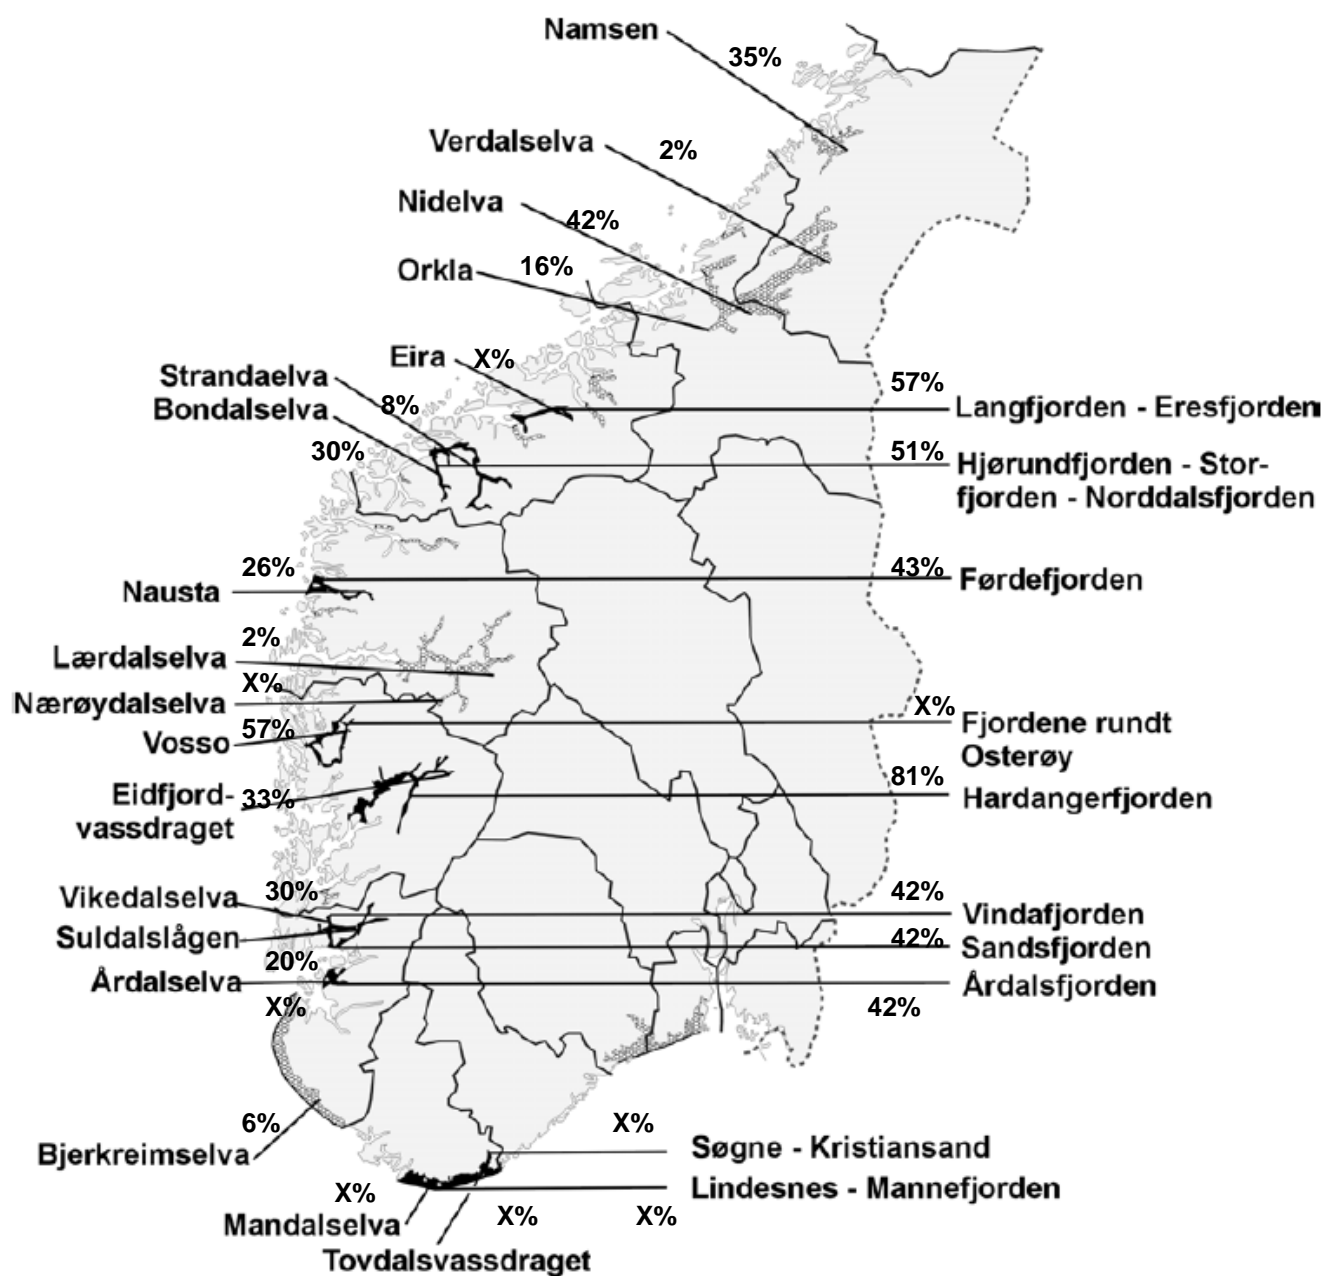 Namsen
35%
Verdalselva
2%
Nidelva
42%
Orkla
16%
Eira
X%
Strandaelva
8%
Bondalselva
30%
57%
Langfjorden - Eresfjorden
51%
Hjørundfjorden - Stor-
fjorden - Norddalsfjorden
26%
Nausta
43%
Førdefjorden
2%
Lærdalselva
X%
Nærøydalselva
57%
Vosso
X%
Fjordene rundt
Osterøy
33%
Eidfjord-
vassdraget
81%
Hardangerfjorden
Vikedalselva
30%
Suldalslågen
42%
Vindafjorden
42%
Sandsfjorden
20%
Årdalselva
X%
Årdalsfjorden
42%
6%
Bjerkreimselva
X%
Søgne - Kristiansand
Lindesnes - Mannefjorden
X%
Mandalselva
X%
X%
Tovdalsvassdraget